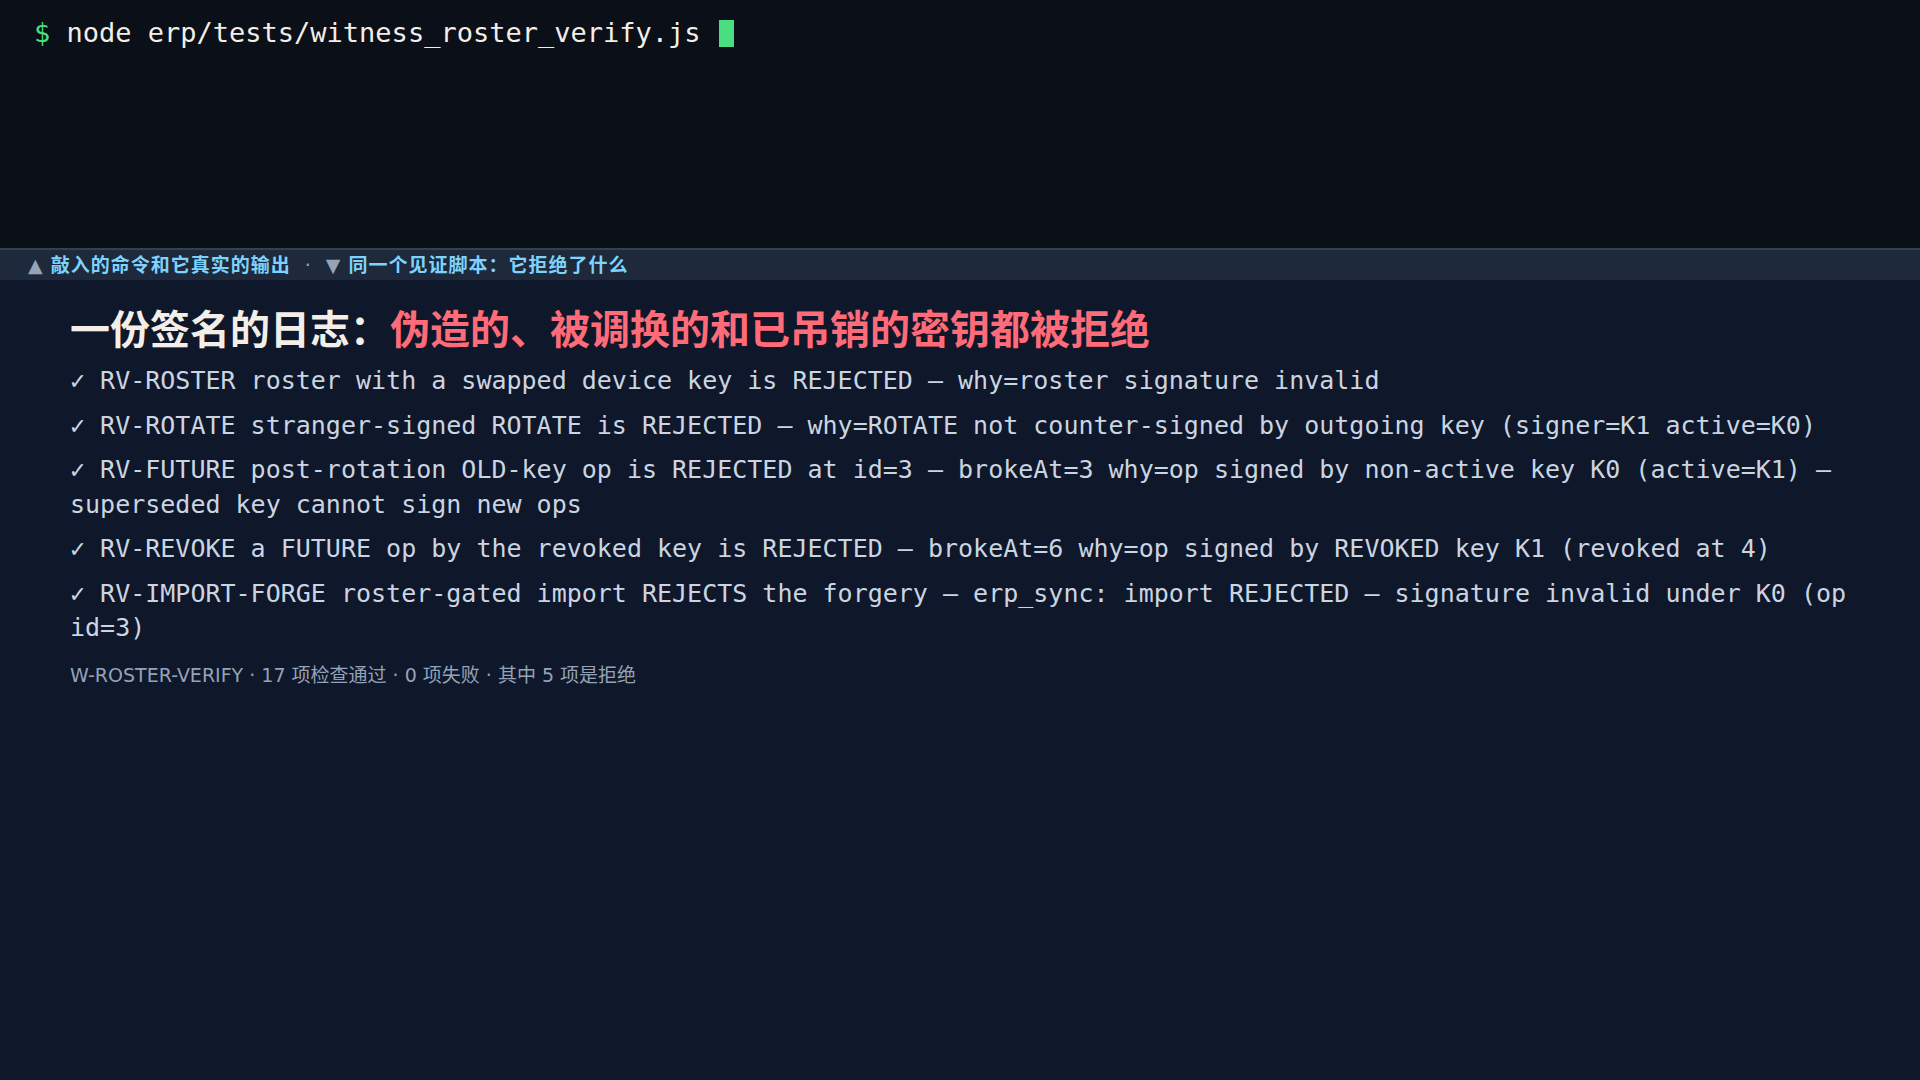 $ node erp/tests/witness_roster_verify.js
▲ 敲入的命令和它真实的输出 · ▼ 同一个见证脚本：它拒绝了什么
一份签名的日志：伪造的、被调换的和已吊销的密钥都被拒绝
✓ RV-ROSTER roster with a swapped device key is REJECTED — why=roster signature invalid
✓ RV-ROTATE stranger-signed ROTATE is REJECTED — why=ROTATE not counter-signed by outgoing key (signer=K1 active=K0)
✓ RV-FUTURE post-rotation OLD-key op is REJECTED at id=3 — brokeAt=3 why=op signed by non-active key K0 (active=K1) —
superseded key cannot sign new ops
✓ RV-REVOKE a FUTURE op by the revoked key is REJECTED — brokeAt=6 why=op signed by REVOKED key K1 (revoked at 4)
✓ RV-IMPORT-FORGE roster-gated import REJECTS the forgery — erp_sync: import REJECTED — signature invalid under K0 (op
id=3)
W-ROSTER-VERIFY · 17 项检查通过 · 0 项失败 · 其中 5 项是拒绝